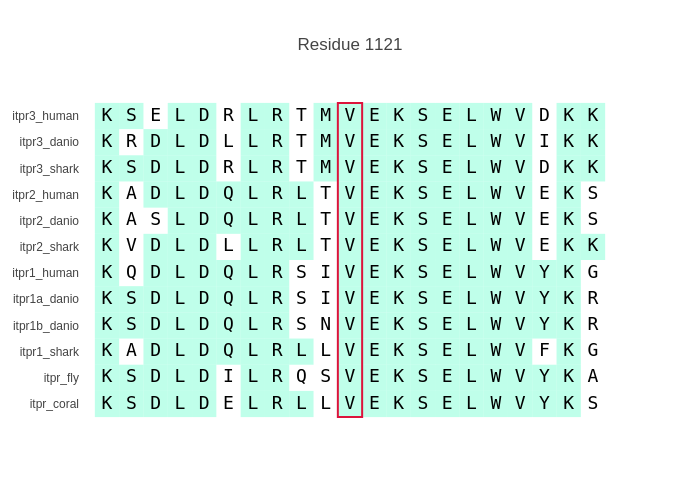 Residue 1121
itpr3_human K S E L D R L R T M V E K S E L W V D K K
itpr3_danio K R D L D L L R T M V E K S E L W V I K K
itpr3_shark K S D L D R L R T M V E K S E L W V D K K
itpr2_human K A D L D Q L R L T V E K S E L W V E K S
itpr2_danio K A S L D Q L R L T V E K S E L W V E K S
itpr2_shark K V D L D L L R L T V E K S E L W V E K K
itpr1_human K Q D L D Q L R S I V E K S E L W V Y K G
itpr1a_danio K S D L D Q L R S I V E K S E L W V Y K R
itpr1b_danio K S D L D Q L R S N V E K S E L W V Y K R
itpr1_shark K A D L D Q L R L L V E K S E L W V F K G
itpr_fly K S D L D I L R Q S V E K S E L W V Y K A
itpr_coral K S D L D E L R L L V E K S E L W V Y K S